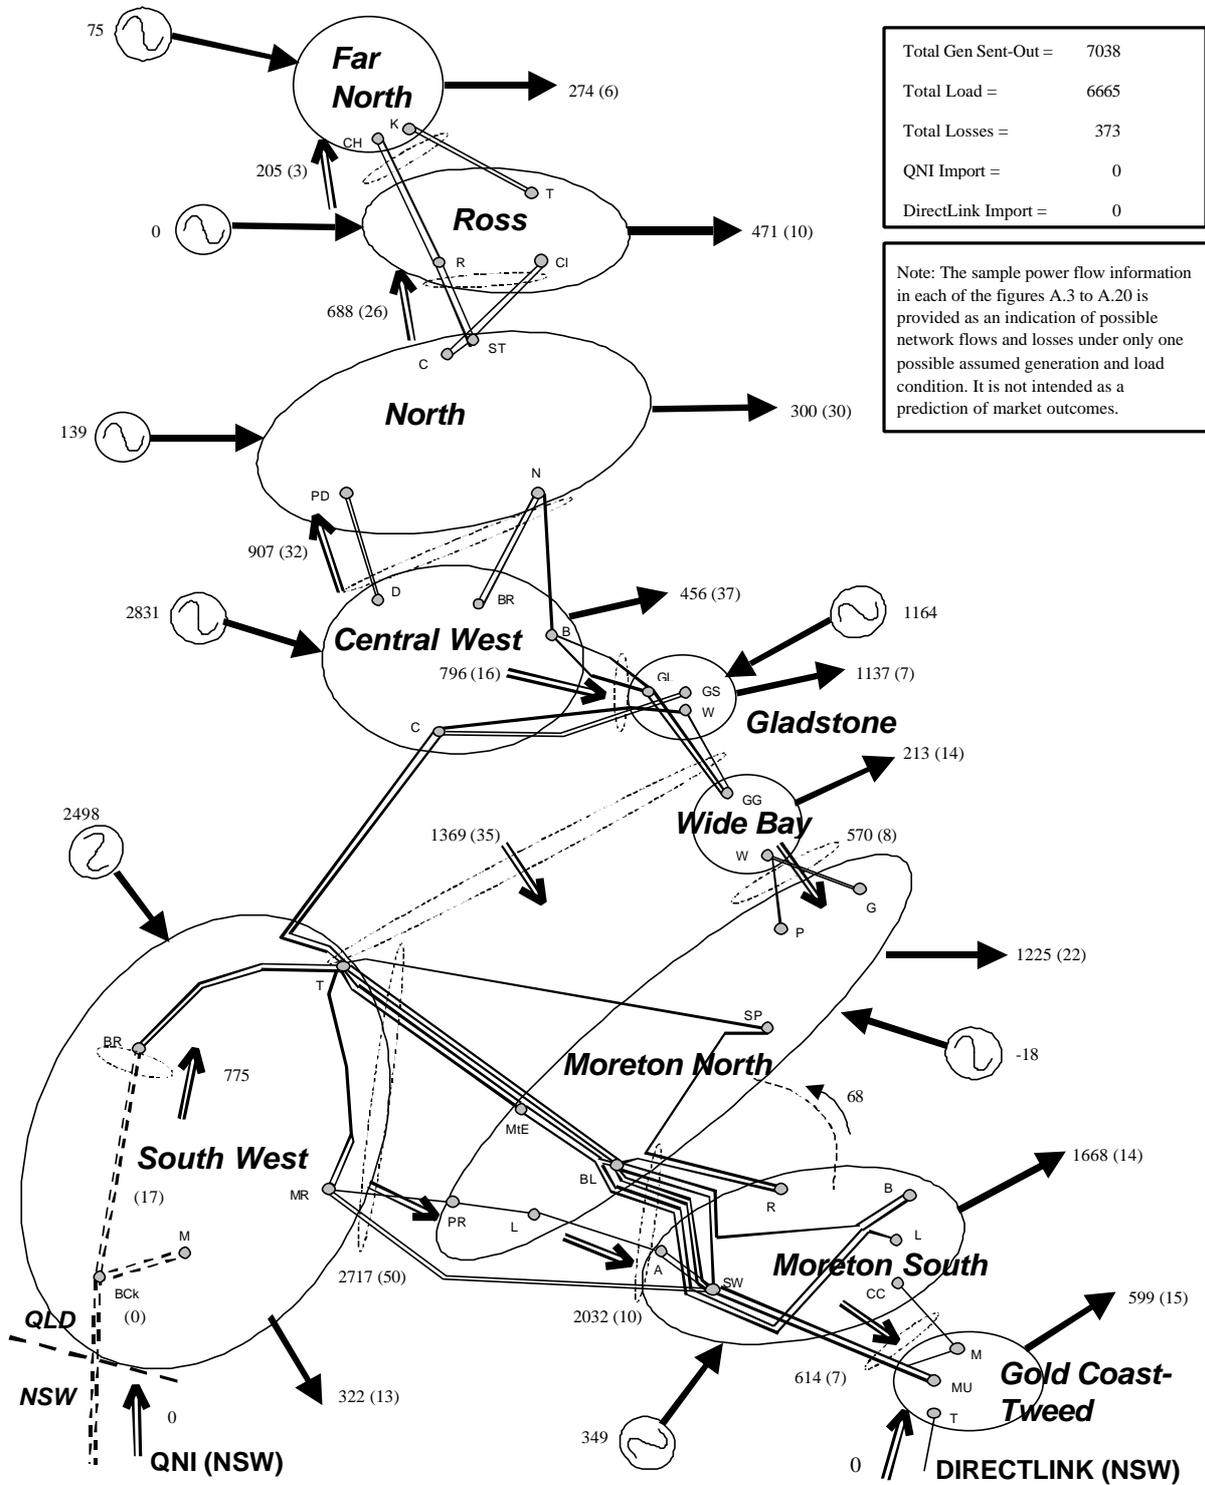 75
Far
North
274 (6)
K
CH
205 (3)
T
Ross
0
471 (10)
R
CI
688 (26)
ST
C
North
139
300 (30)
N
PD
907 (32)
D
BR
2831
456 (37)
1164
B
Central West
796 (16)
GL
GS
W
1137 (7)
Gladstone
C
213 (14)
2498
GG
Wide Bay
1369 (35)
570 (8)
W
G
P
1225 (22)
T
SP
BR
Moreton North
-18
775
68
MtE
South West
1668 (14)
BL
(17)
MR
R
B
PR
L
L
M
A
Moreton South
SW
2717 (50)
CC
BCk
(0)
2032 (10)
599 (15)
QLD
M
614 (7)
MU
Gold Coast-
Tweed
NSW
322 (13)
T
0
349
0
QNI (NSW)
DIRECTLINK (NSW)
Total Gen Sent-Out = 7038
Total Load = 6665
Total Losses = 373
QNI Import = 0
DirectLink Import = 0
Note: The sample power flow information
in each of the figures A.3 to A.20 is
provided as an indication of possible
network flows and losses under only one
possible assumed generation and load
condition. It is not intended as a
prediction of market outcomes.